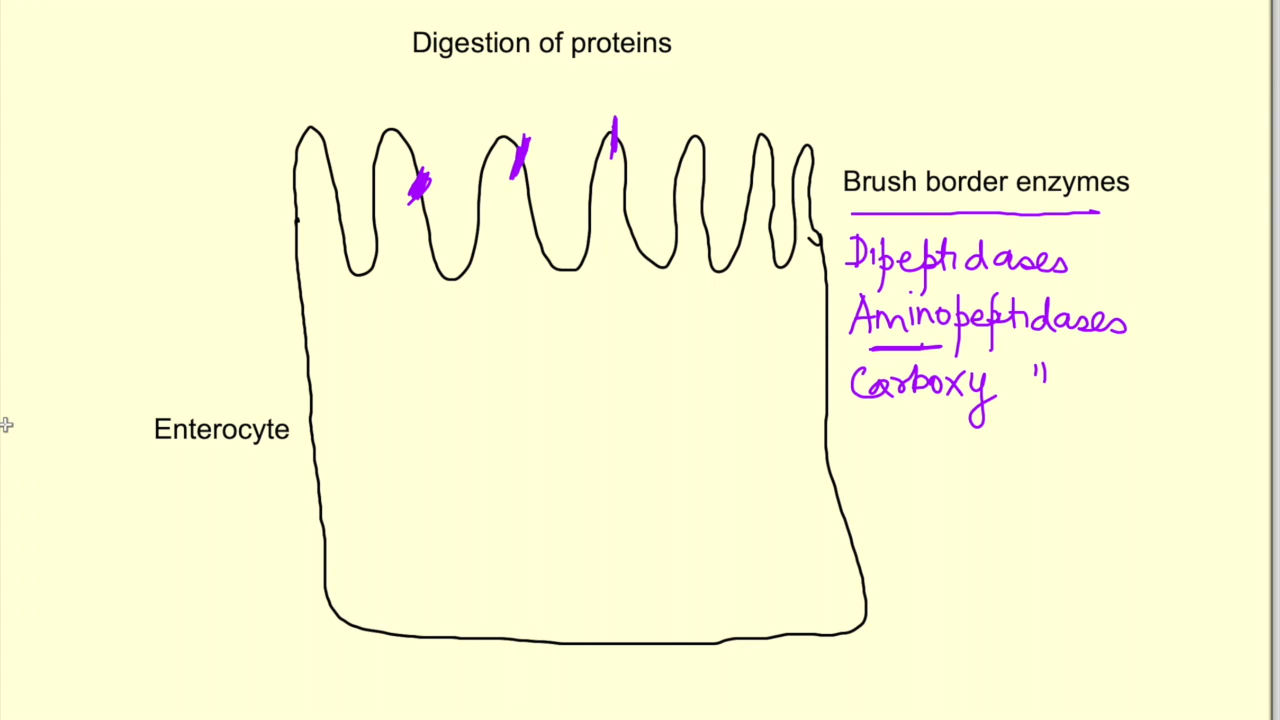 Digestion of proteins
Brush border enzymes
Dipeptidases
Aminopeptidases
Carboxy "
Enterocyte